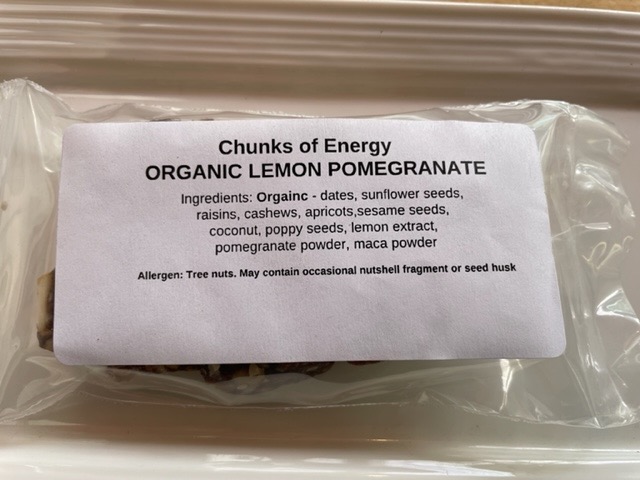 Chunks of Energy
ORGANIC LEMON POMEGRANATE
Ingredients: Orgainc - dates, sunflower seeds,
raisins, cashews, apricots,sesame seeds,
coconut, poppy seeds, lemon extract,
pomegranate powder, maca powder
Allergen: Tree nuts. May contain occasional nutshell fragment or seed husk